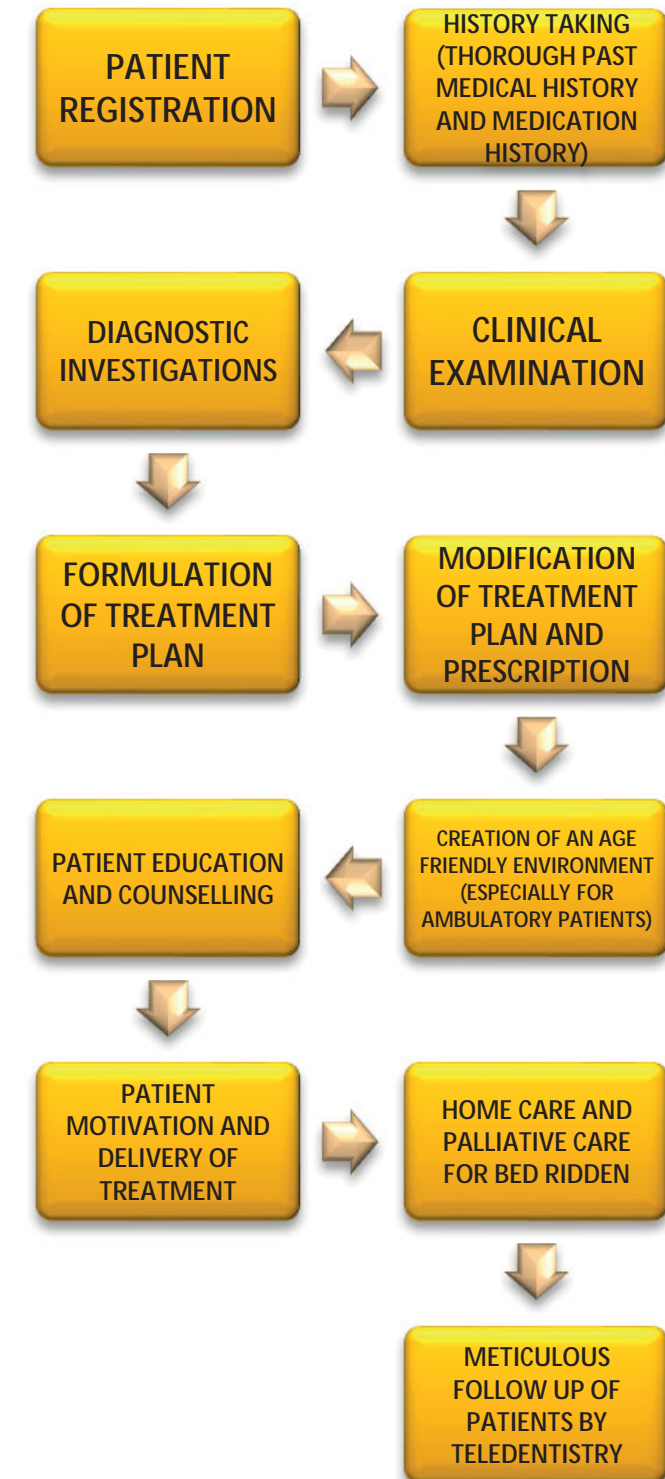 PATIENT
REGISTRATION
HISTORY TAKING
(THOROUGH PAST
MEDICAL HISTORY
AND MEDICATION
HISTORY)
CLINICAL
EXAMINATION
DIAGNOSTIC
INVESTIGATIONS
FORMULATION
OF TREATMENT
PLAN
MODIFICATION
OF TREATMENT
PLAN AND
PRESCRIPTION
CREATION OF AN AGE
FRIENDLY ENVIRONMENT
(ESPECIALLY FOR
AMBULATORY PATIENTS)
PATIENT EDUCATION
AND COUNSELLING
PATIENT
MOTIVATION AND
DELIVERY OF
TREATMENT
HOME CARE AND
PALLIATIVE CARE
FOR BED RIDDEN
METICULOUS
FOLLOW UP OF
PATIENTS BY
TELEDENTISTRY